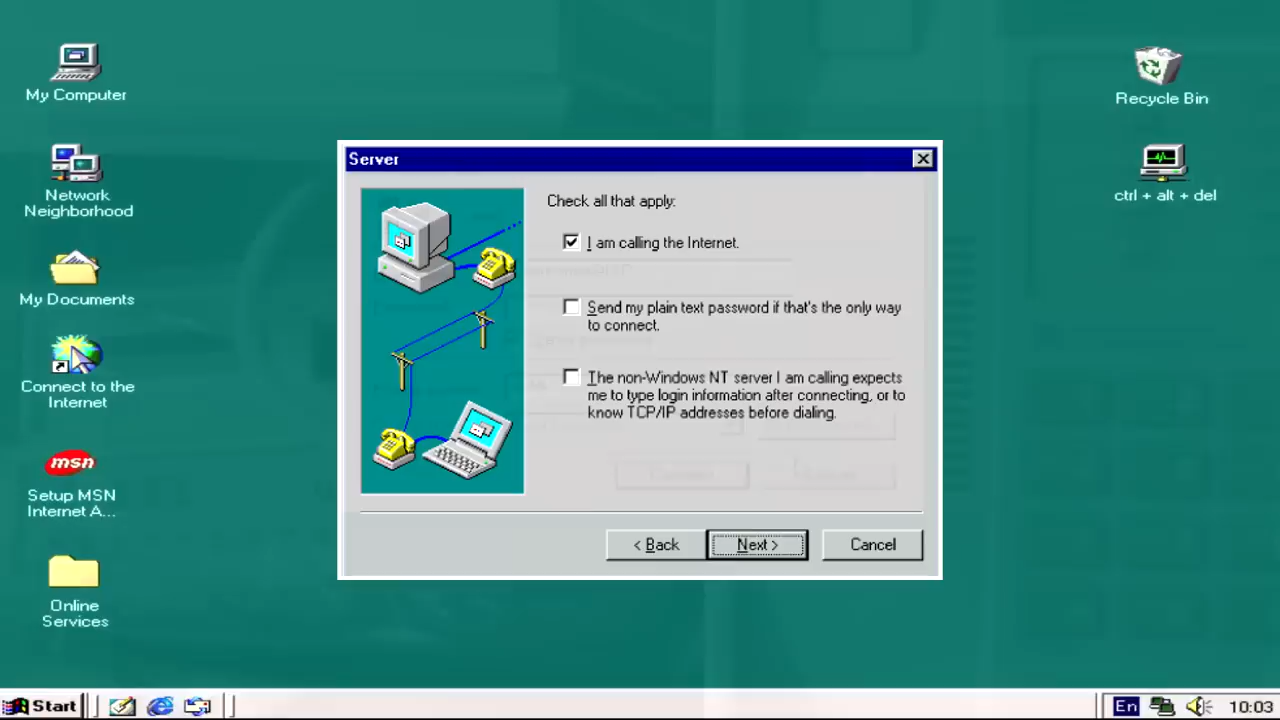 My Computer
Network
Neighborhood
My Documents
Connect to the
Internet
msn
Setup MSN
Internet A...
Online
Services
Recycle Bin
ctrl + alt + del
Server
Check all that apply:
I am calling the Internet.
Send my plain text password if that's the only way
to connect.
The non-Windows NT server I am calling expects
me to type login information after connecting, or to
know TCP/IP addresses before dialing.
< Back
Next >
Cancel
Start
En
10:03